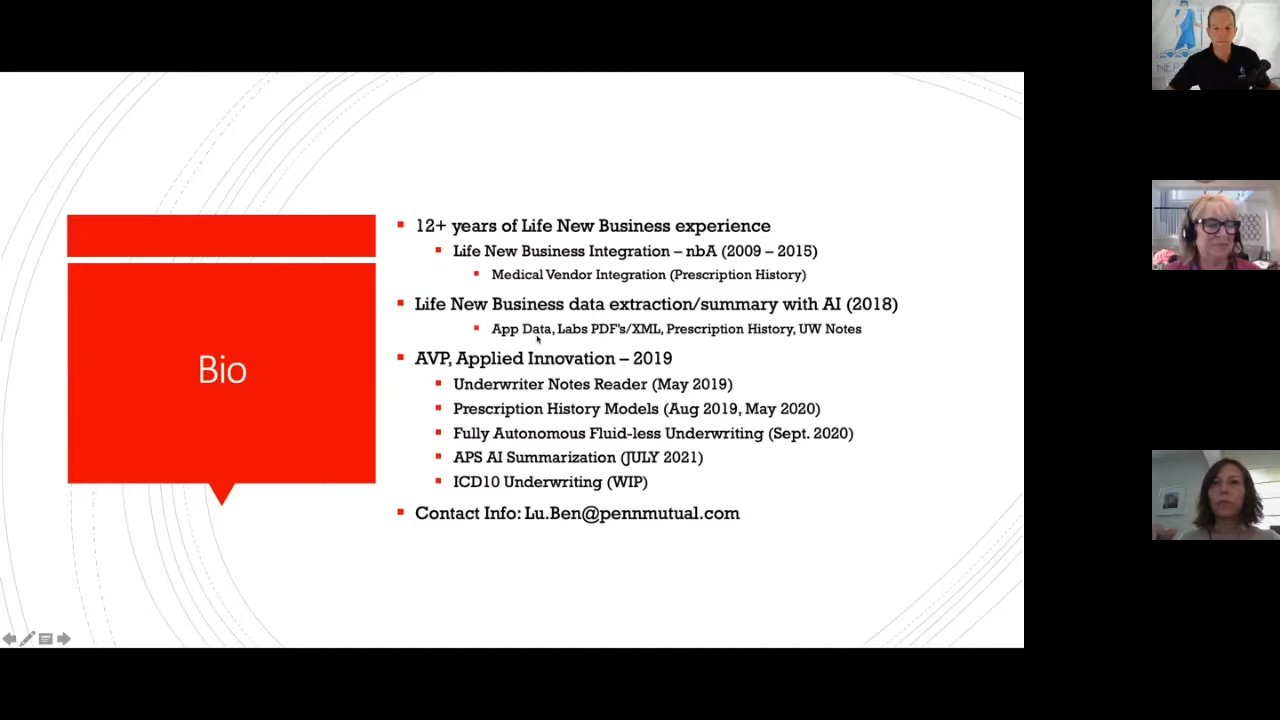 Bio
12+ years of Life New Business experience
Life New Business Integration – nbA (2009 – 2015)
Medical Vendor Integration (Prescription History)
Life New Business data extraction/summary with AI (2018)
App Data, Labs PDF's/XML, Prescription History, UW Notes
AVP, Applied Innovation – 2019
Underwriter Notes Reader (May 2019)
Prescription History Models (Aug 2019, May 2020)
Fully Autonomous Fluid-less Underwriting (Sept. 2020)
APS AI Summarization (JULY 2021)
ICD10 Underwriting (WIP)
Contact Info: Lu.Ben@pennmutual.com